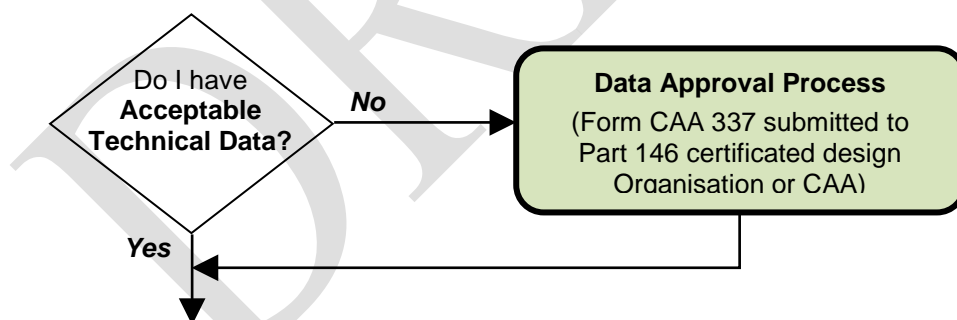 Do I have
Acceptable
Technical Data?
No
Data Approval Process
(Form CAA 337 submitted to
Part 146 certificated design
Organisation or CAA)
Yes